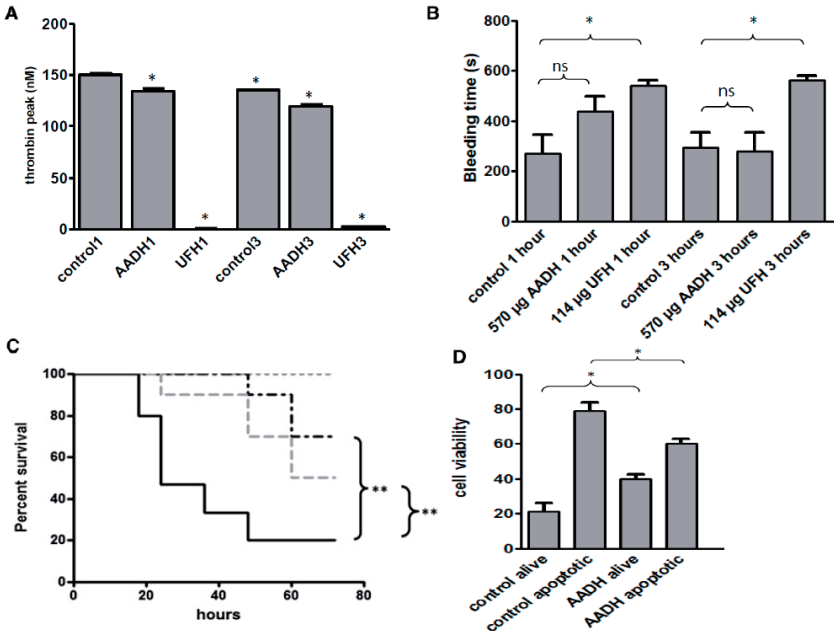 A
thrombin peak (nM)
200
150
100
50
0
*
*
*
*
*
control1
AADH1
UFH1
control3
AADH3
UFH3
B
Bleeding time (s)
800
600
400
200
0
*
*
ns
ns
control 1 hour
570 µg AADH 1 hour
114 µg UFH 1 hour
control 3 hours
570 µg AADH 3 hours
114 µg UFH 3 hours
C
Percent survival
100
80
60
40
20
0
0
20
40
60
80
hours
**
**
D
cell viability
100
80
60
40
20
0
*
*
control alive
control apoptotic
AADH alive
AADH apoptotic